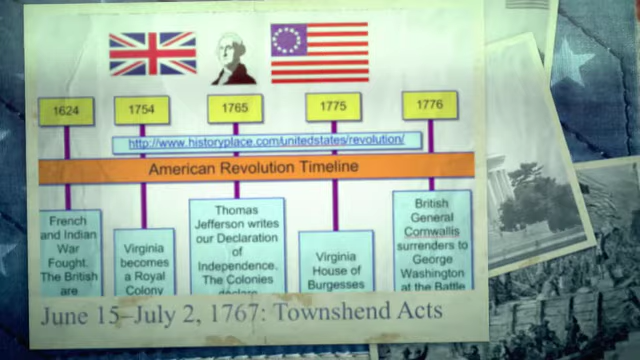 1624 1754 1765 1775 1776
http://www.historyplace.com/unitedstates/revolution/
American Revolution Timeline
French
and Indian
War
Fought.
The British
are
Virginia
becomes
a Royal
Colony
Thomas
Jefferson writes
our Declaration
of
Independence.
The Colonies
declare
Virginia
House of
Burgesses
British
General
Cornwallis
surrenders to
George
Washington
at the Battle
June 15–July 2, 1767: Townshend Acts